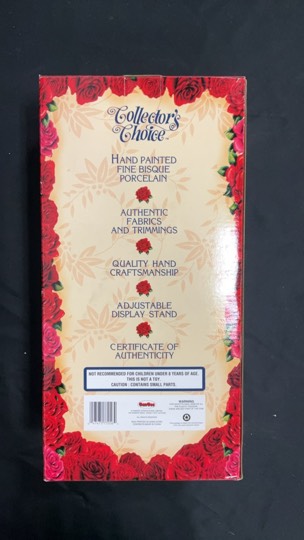 Collector's
Choice
HAND PAINTED
FINE BISQUE
PORCELAIN
AUTHENTIC
FABRICS
AND TRIMMINGS
QUALITY HAND
CRAFTSMANSHIP
ADJUSTABLE
DISPLAY STAND
CERTIFICATE OF
AUTHENTICITY
NOT RECOMMENDED FOR CHILDREN UNDER 8 YEARS OF AGE.
THIS IS NOT A TOY.
CAUTION : CONTAINS SMALL PARTS.
WARNING: